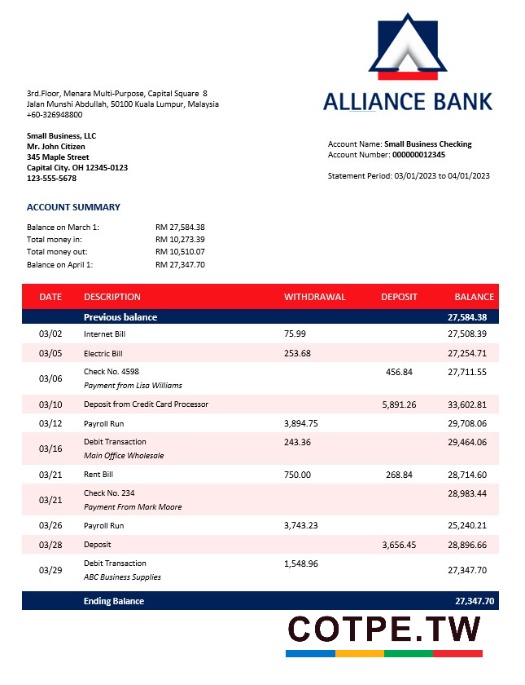 ALLIANCE BANK
3rd.Floor, Menara Multi-Purpose, Capital Square 8
Jalan Munshi Abdullah, 50100 Kuala Lumpur, Malaysia
+60-326948800
Small Business, LLC
Mr. John Citizen
345 Maple Street
Capital City. OH 12345-0123
123-555-5678
Account Name: Small Business Checking
Account Number: 000000012345
Statement Period: 03/01/2023 to 04/01/2023
ACCOUNT SUMMARY
Balance on March 1: RM 27,584.38
Total money in: RM 10,273.39
Total money out: RM 10,510.07
Balance on April 1: RM 27,347.70
DATE DESCRIPTION WITHDRAWAL DEPOSIT BALANCE
Previous balance 27,584.38
03/02 Internet Bill 75.99 27,508.39
03/05 Electric Bill 253.68 27,254.71
03/06 Check No. 4598 456.84 27,711.55
Payment from Lisa Williams
03/10 Deposit from Credit Card Processor 5,891.26 33,602.81
03/12 Payroll Run 3,894.75 29,708.06
03/16 Debit Transaction 243.36 29,464.06
Main Office Wholesale
03/21 Rent Bill 750.00 268.84 28,714.60
03/21 Check No. 234 28,983.44
Payment From Mark Moore
03/26 Payroll Run 3,743.23 25,240.21
03/28 Deposit 3,656.45 28,896.66
03/29 Debit Transaction 1,548.96 27,347.70
ABC Business Supplies
Ending Balance 27,347.70
COTPE.TW